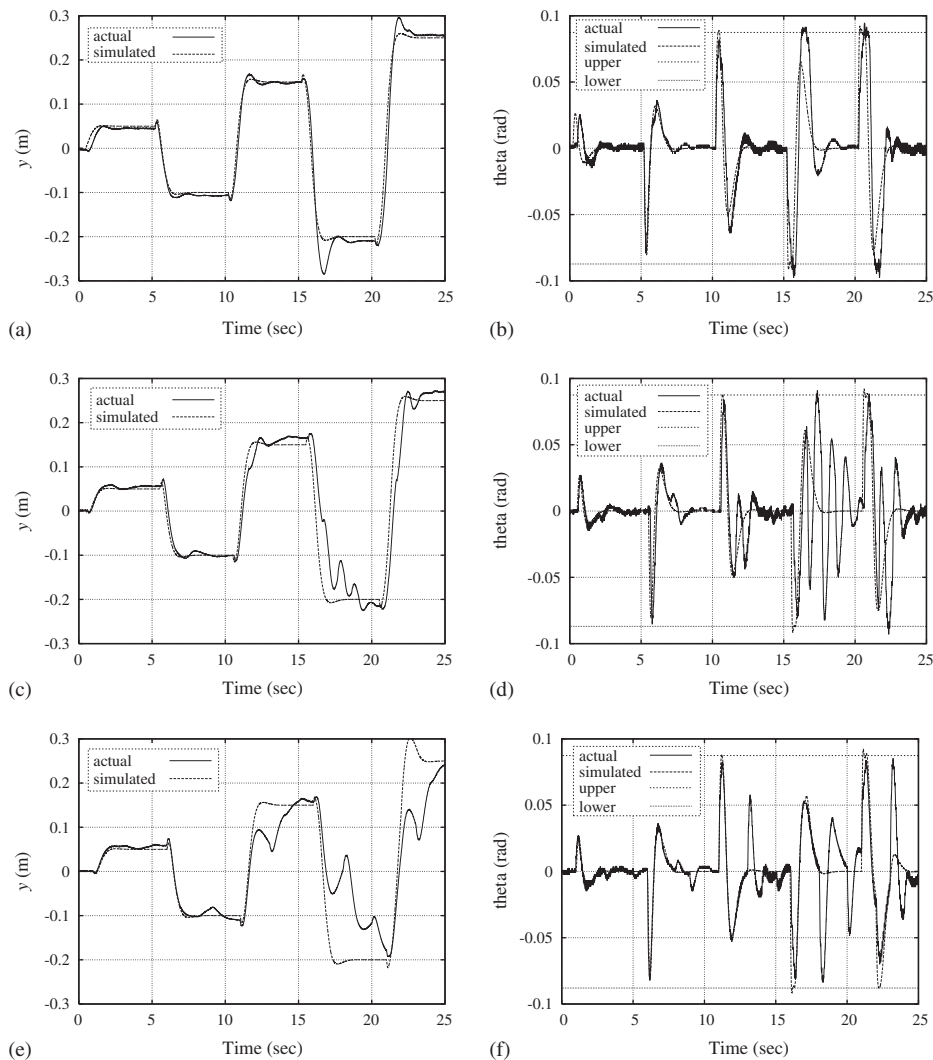 0.3
0.2
0.1
0
-0.1
-0.2
-0.3
y (m)
actual
simulated
0 5 10 15 20 25
Time (sec)
(a)
0.1
0.05
0
-0.05
-0.1
theta (rad)
actual
simulated
upper
lower
0 5 10 15 20 25
Time (sec)
(b)
0.3
0.2
0.1
0
-0.1
-0.2
-0.3
y (m)
actual
simulated
0 5 10 15 20 25
Time (sec)
(c)
0.1
0.05
0
-0.05
-0.1
theta (rad)
actual
simulated
upper
lower
0 5 10 15 20 25
Time (sec)
(d)
0.3
0.2
0.1
0
-0.1
-0.2
-0.3
y (m)
actual
simulated
0 5 10 15 20 25
Time (sec)
(e)
0.1
0.05
0
-0.05
-0.1
theta (rad)
actual
simulated
upper
lower
0 5 10 15 20 25
Time (sec)
(f)